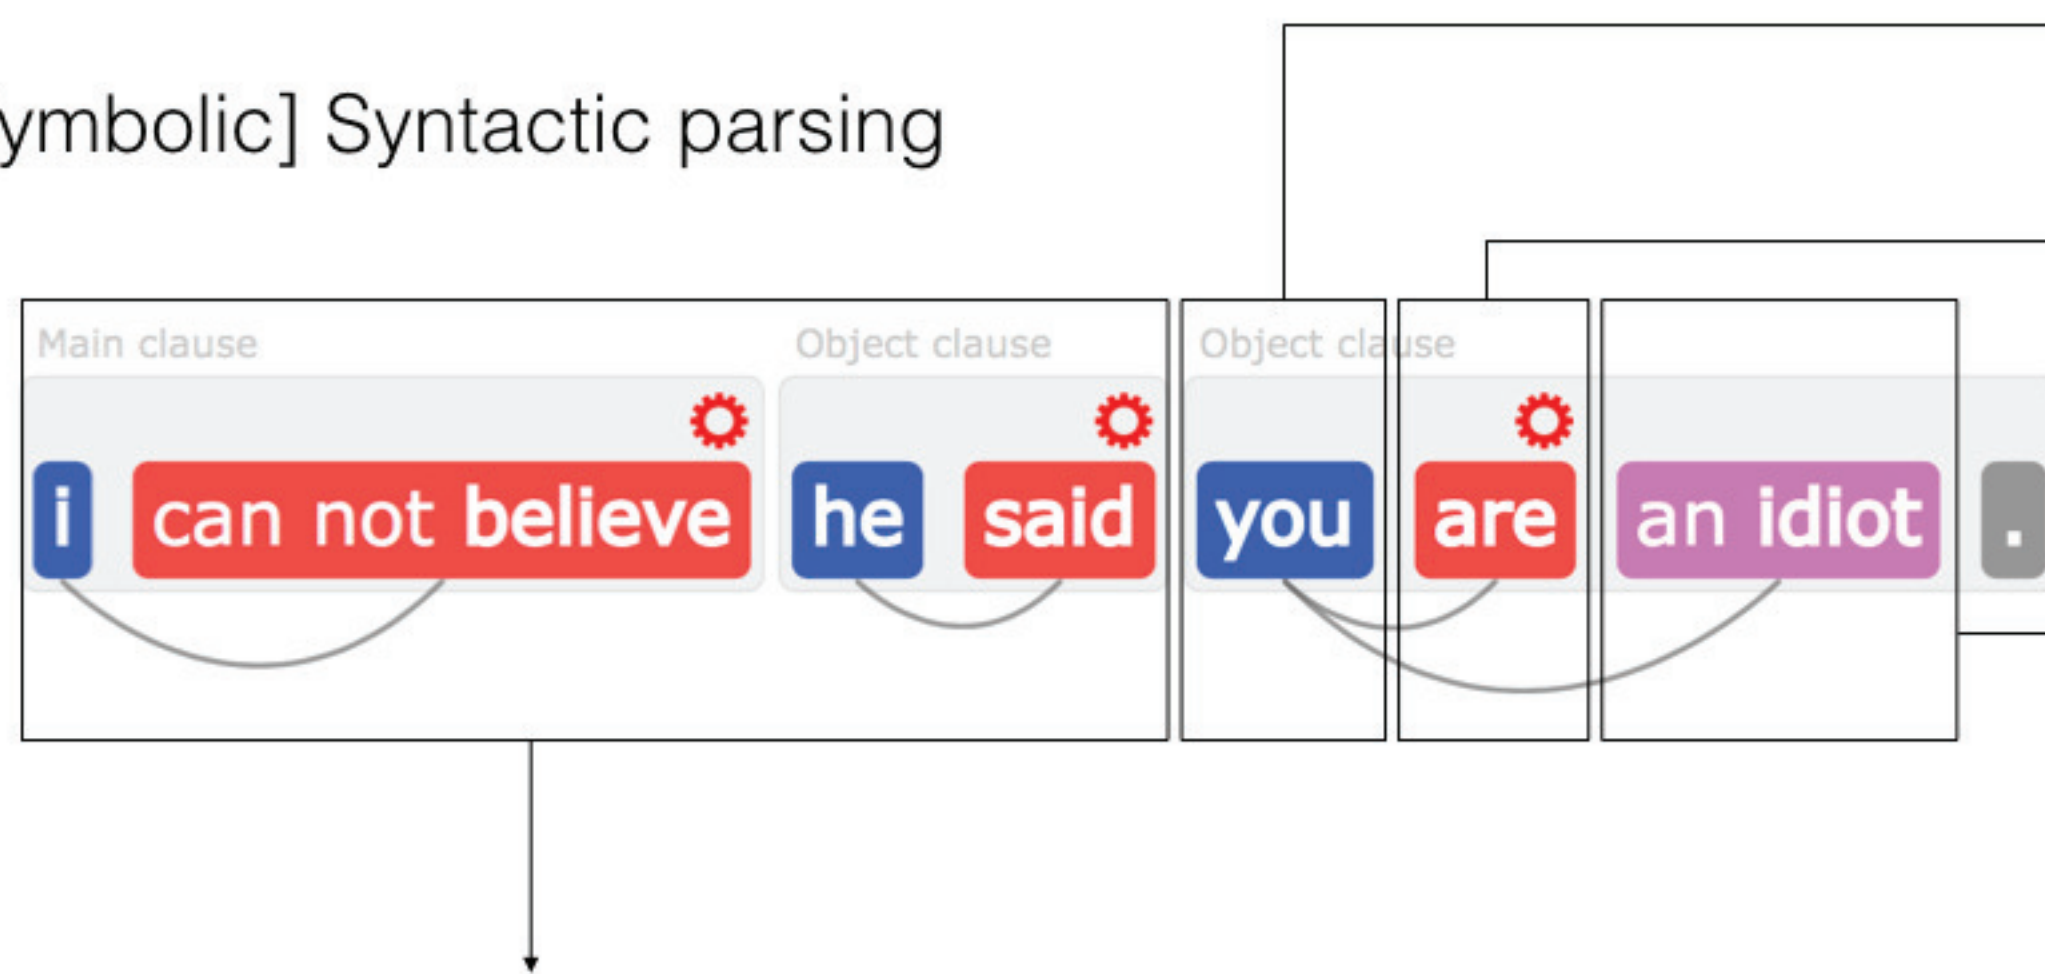 ymbolic] Syntactic parsing
Main clause Object clause Object clause
i can not believe he said you are an idiot .